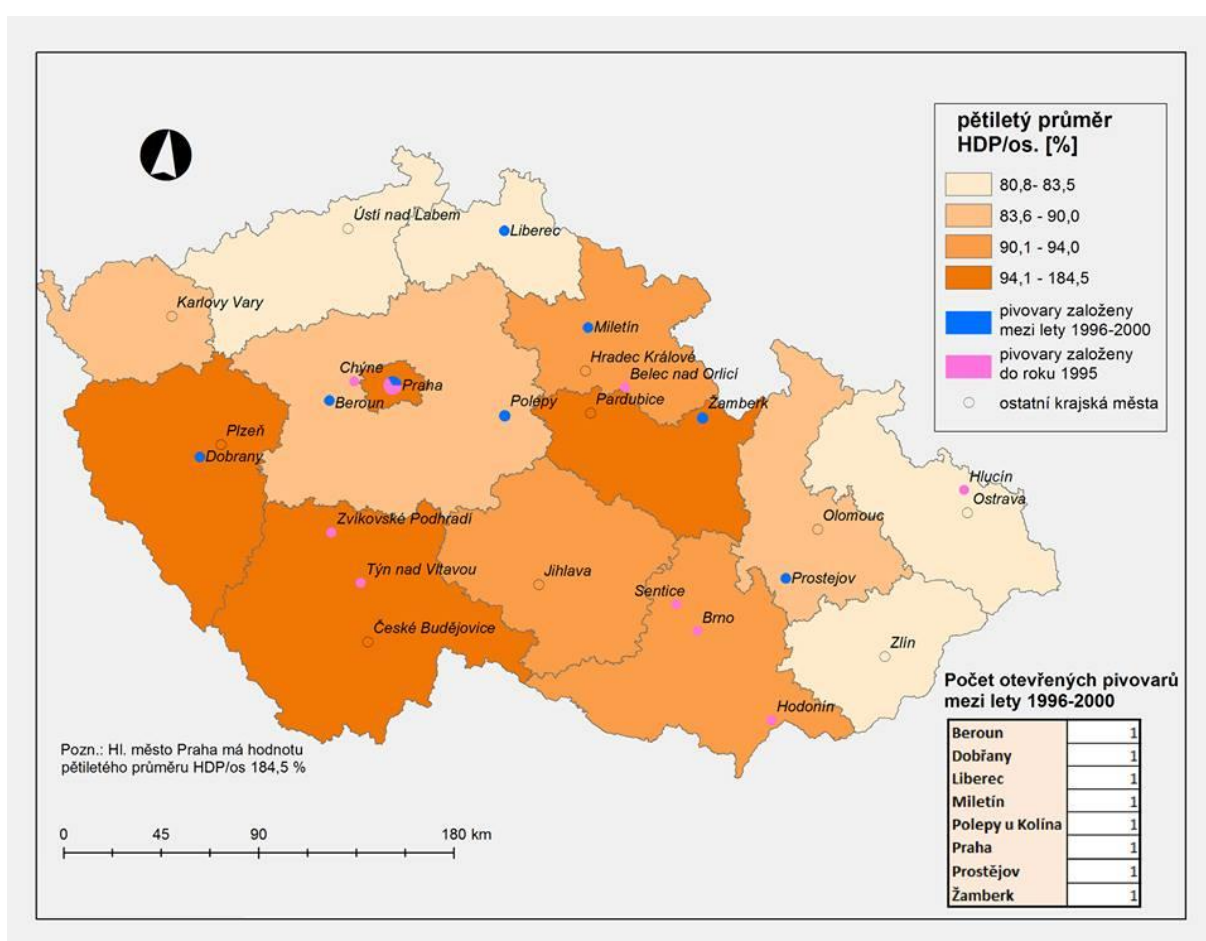 pětiletý průměr
HDP/os. [%]
80,8- 83,5
83,6 - 90,0
90,1 - 94,0
94,1 - 184,5
pivovary založeny
mezi lety 1996-2000
pivovary založeny
do roku 1995
ostatní krajská města
Ústí nad Labem
Liberec
Karlovy Vary
Miletín
Hradec Králové
Chýne
Belec nad Orlicí
Praha
Beroun
Polepy
Pardubice
Žamberk
Plzeň
Dobrany
Hlucín
Ostrava
Zvíkovské Podhradí
Olomouc
Týn nad Vltavou
Jihlava
Prostejov
Sentice
Brno
České Budějovice
Zlín
Hodonín
Pozn.: Hl. město Praha má hodnotu
pětiletého průměru HDP/os 184,5 %
0 45 90 180 km
Počet otevřených pivovarů
mezi lety 1996-2000
Beroun 1
Dobřany 1
Liberec 1
Miletín 1
Polepy u Kolína 1
Praha 1
Prostějov 1
Žamberk 1